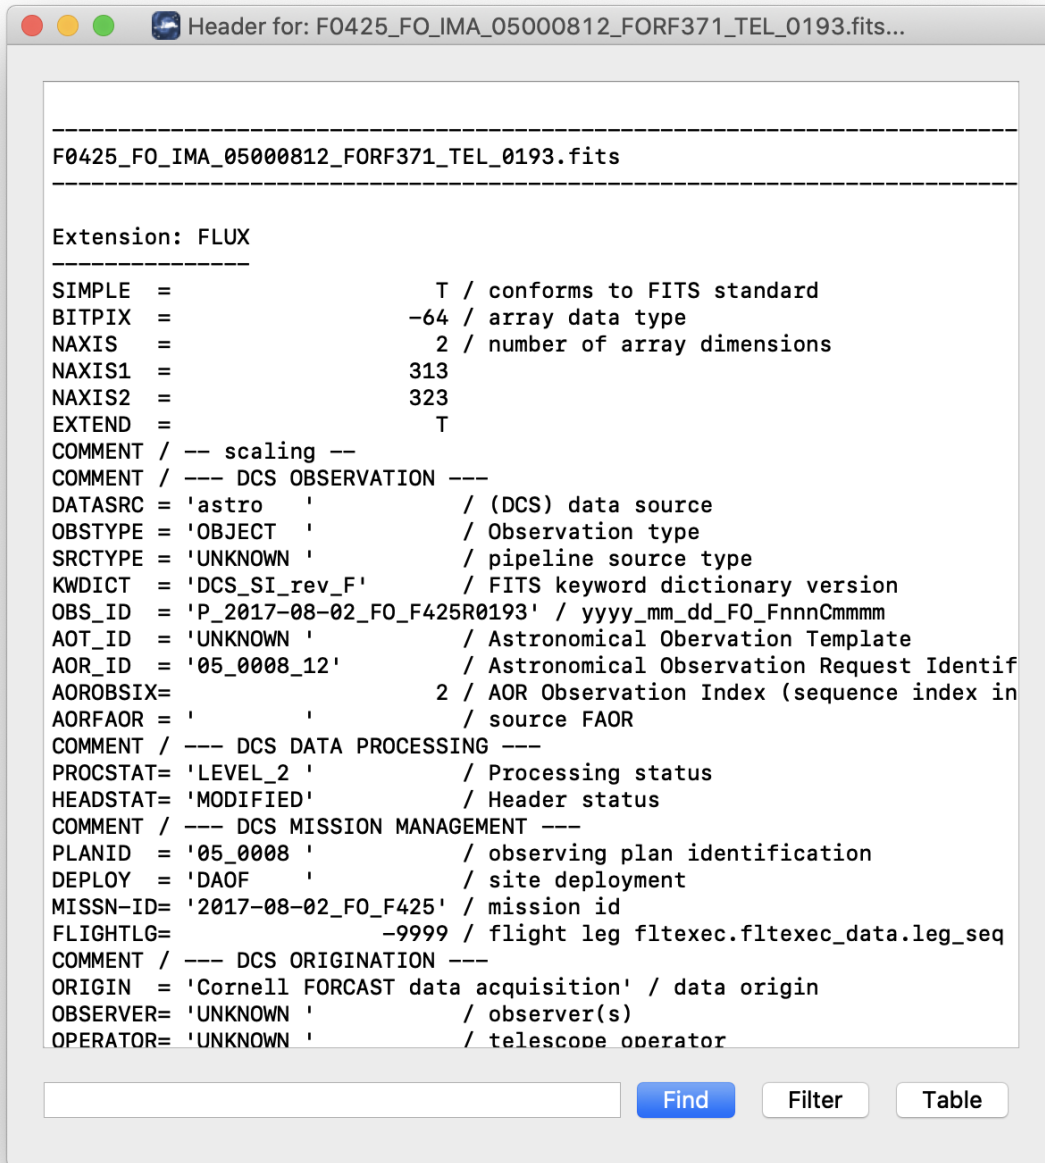 Header for: F0425_FO_IMA_05000812_FORF371_TEL_0193.fits...
------------------------------------------------------------------------
F0425_FO_IMA_05000812_FORF371_TEL_0193.fits
------------------------------------------------------------------------
Extension: FLUX
---------------
SIMPLE  =                    T / conforms to FITS standard
BITPIX  =                  -64 / array data type
NAXIS   =                    2 / number of array dimensions
NAXIS1  =                  313
NAXIS2  =                  323
EXTEND  =                    T
COMMENT / -- scaling --
COMMENT / --- DCS OBSERVATION ---
DATASRC = 'astro   '           / (DCS) data source
OBSTYPE = 'OBJECT  '           / Observation type
SRCTYPE = 'UNKNOWN '           / pipeline source type
KWDICT  = 'DCS_SI_rev_F'       / FITS keyword dictionary version
OBS_ID  = 'P_2017-08-02_FO_F425R0193' / yyyy_mm_dd_FO_FnnnCmmmm
AOT_ID  = 'UNKNOWN '           / Astronomical Obervation Template
AOR_ID  = '05_0008_12'         / Astronomical Observation Request Identif
AOROBSIX=                    2 / AOR Observation Index (sequence index in
AORFAOR = '        '           / source FAOR
COMMENT / --- DCS DATA PROCESSING ---
PROCSTAT= 'LEVEL_2 '           / Processing status
HEADSTAT= 'MODIFIED'           / Header status
COMMENT / --- DCS MISSION MANAGEMENT ---
PLANID  = '05_0008 '           / observing plan identification
DEPLOY  = 'DAOF    '           / site deployment
MISSN-ID= '2017-08-02_FO_F425' / mission id
FLIGHTLG=                -9999 / flight leg fltexec.fltexec_data.leg_seq
COMMENT / --- DCS ORIGINATION ---
ORIGIN  = 'Cornell FORCAST data acquisition' / data origin
OBSERVER= 'UNKNOWN '           / observer(s)
OPERATOR= 'UNKNOWN '           / telescope operator
Find Filter Table